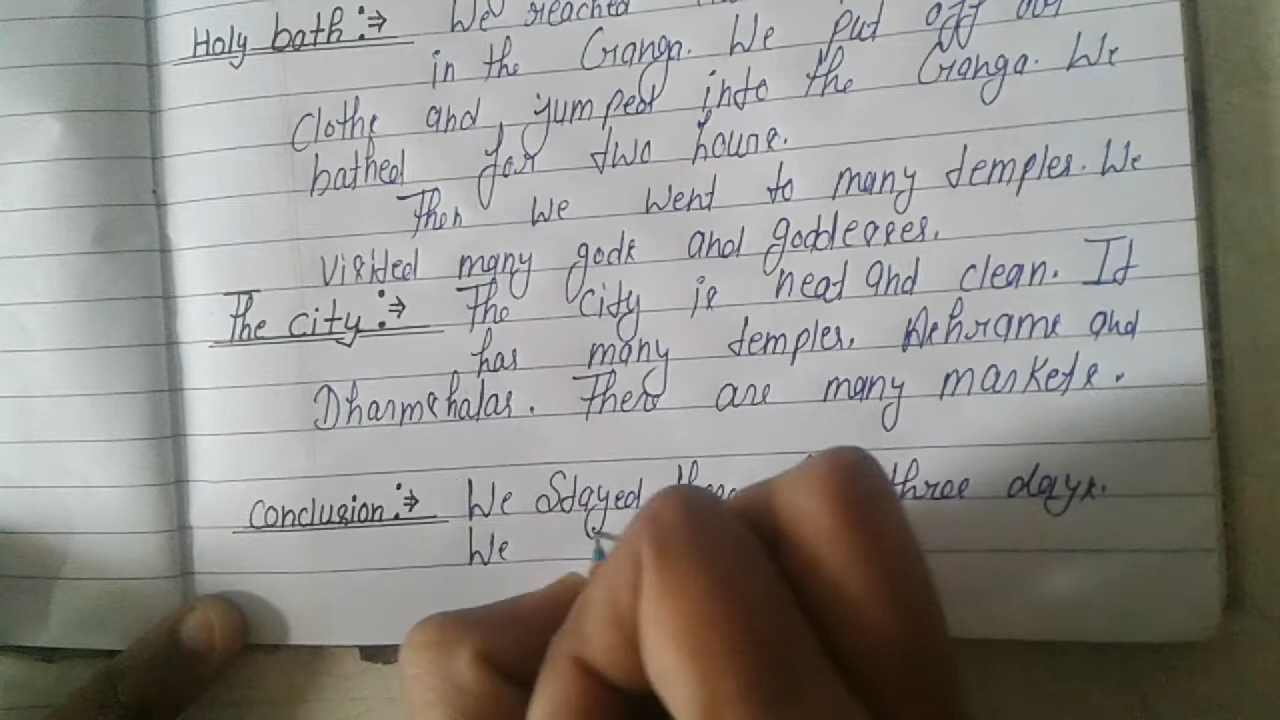 Holy bath :⇒ We reached
in the Ganga. We put off our
Clothe and jumped into the Ganga. We
bathed for two hours.
Then We Went to many temples. We
Visited many gods and goddesses.
The city :⇒ The city is neat and clean. It
has many temples. Ashrams and
Dharmshalas. There are many markets.
Conclusion :⇒ We Stayed three days.
We